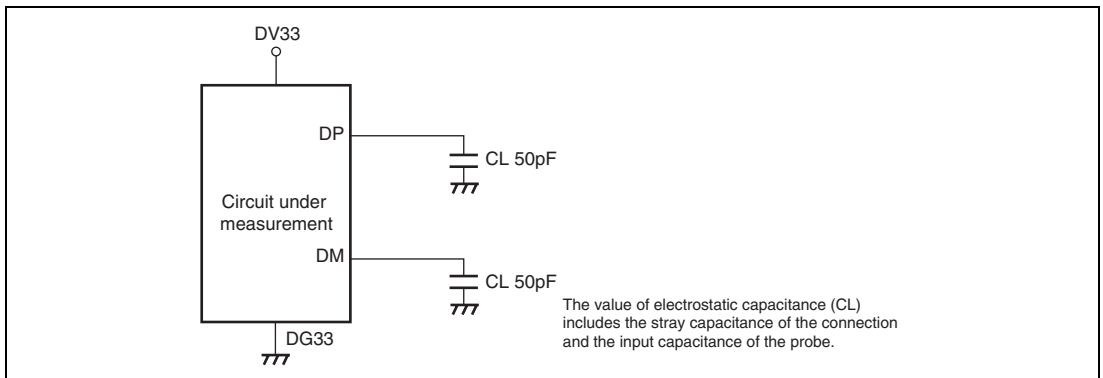 DV33
DP
CL 50pF
Circuit under
measurement
DM
CL 50pF
The value of electrostatic capacitance (CL)
includes the stray capacitance of the connection
and the input capacitance of the probe.
DG33